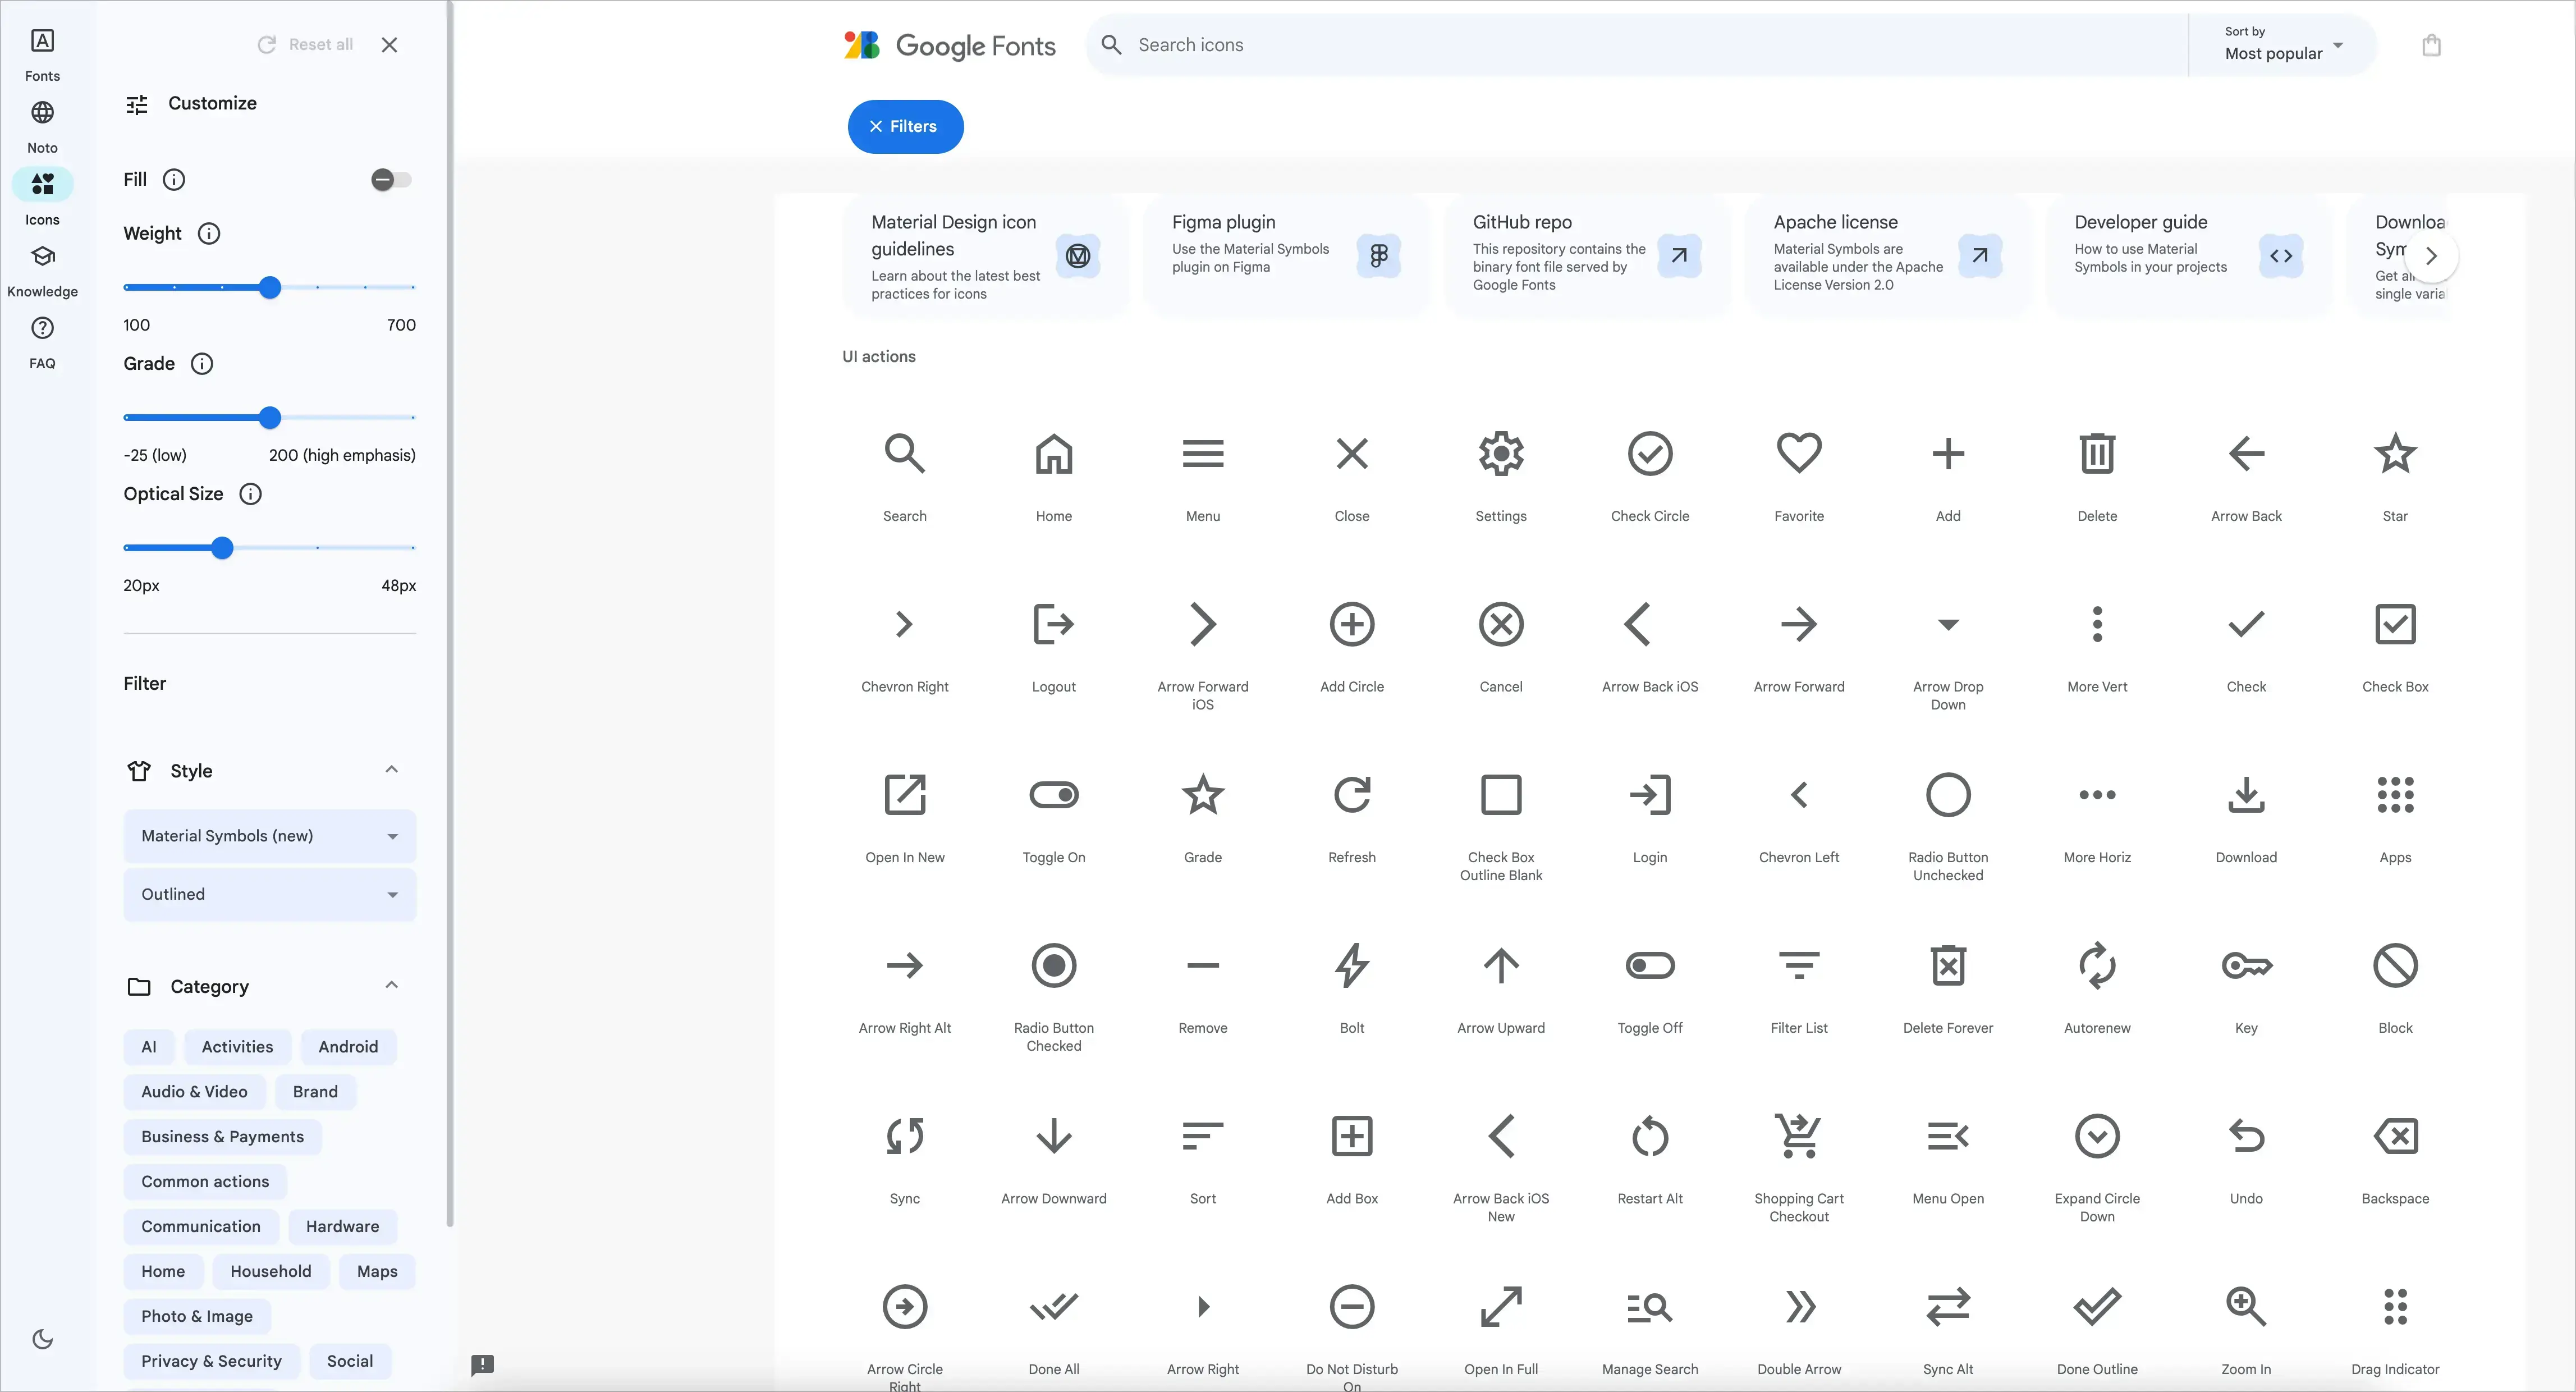 Fonts
Noto
Icons
Knowledge
FAQ
Reset all
Customize
Fill
Weight
100 700
Grade
-25 (low) 200 (high emphasis)
Optical Size
20px 48px
Filter
Style
Material Symbols (new)
Outlined
Category
AI Activities Android
Audio & Video Brand
Business & Payments
Common actions
Communication Hardware
Home Household Maps
Photo & Image
Privacy & Security Social
Google Fonts
Search icons
Sort by
Most popular
Filters
Material Design icon
guidelines
Learn about the latest best
practices for icons
Figma plugin
Use the Material Symbols
plugin on Figma
GitHub repo
This repository contains the
binary font file served by
Google Fonts
Apache license
Material Symbols are
available under the Apache
License Version 2.0
Developer guide
How to use Material
Symbols in your projects
Downloa
Sym
Get al
single varia
UI actions
Search Home Menu Close Settings Check Circle Favorite Add Delete Arrow Back Star
Chevron Right Logout Arrow Forward Add Circle Cancel Arrow Back iOS Arrow Forward Arrow Drop More Vert Check Check Box
iOS Down
Open In New Toggle On Grade Refresh Check Box Login Chevron Left Radio Button More Horiz Download Apps
Outline Blank Unchecked
Arrow Right Alt Radio Button Remove Bolt Arrow Upward Toggle Off Filter List Delete Forever Autorenew Key Block
Checked
Sync Arrow Downward Sort Add Box Arrow Back iOS Restart Alt Shopping Cart Menu Open Expand Circle Undo Backspace
New Checkout Down
Arrow Circle Done All Arrow Right Do Not Disturb Open In Full Manage Search Double Arrow Sync Alt Done Outline Zoom In Drag Indicator
Right On